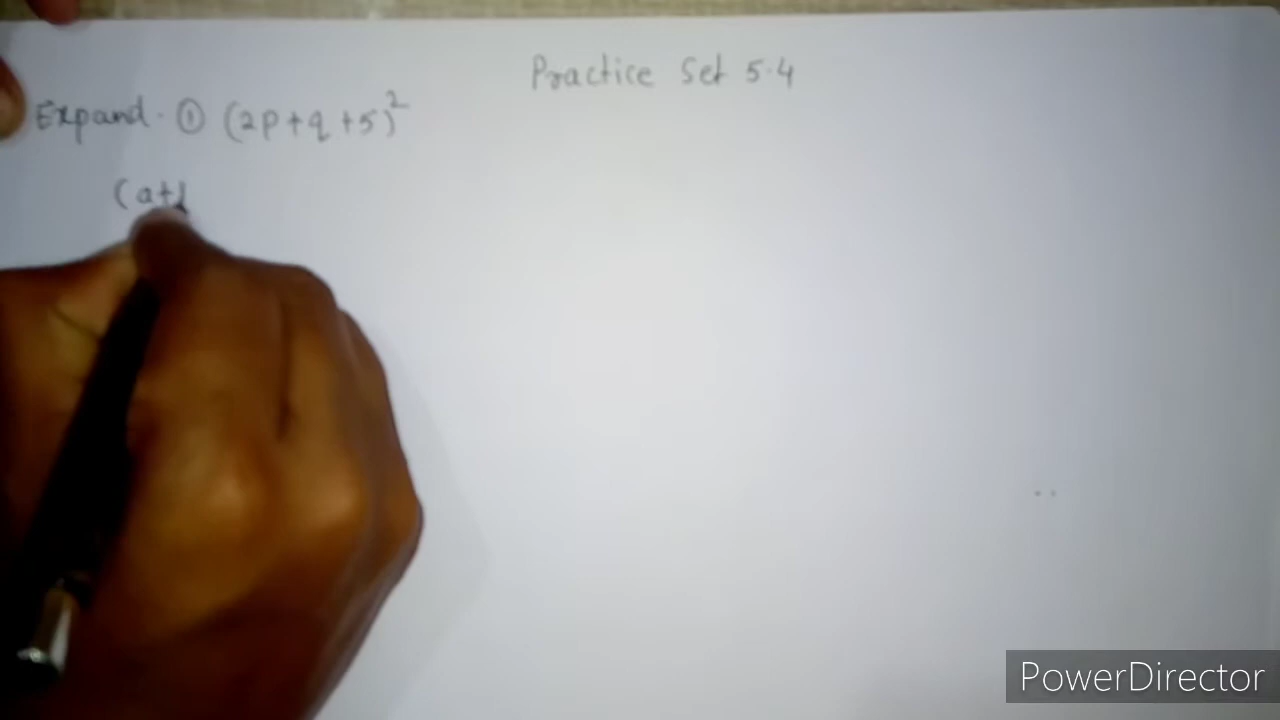 Practice Set 5.4
Expand. ① (2p+q+5)²
(a+
PowerDirector